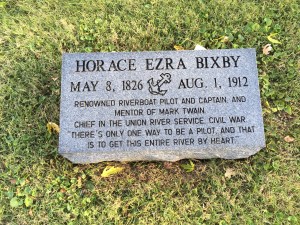 HORACE EZRA BIXBY
MAY 8, 1826 AUG. 1, 1912
RENOWNED RIVERBOAT PILOT AND CAPTAIN, AND
MENTOR OF MARK TWAIN.
CHIEF IN THE UNION RIVER SERVICE, CIVIL WAR.
"THERE'S ONLY ONE WAY TO BE A PILOT, AND THAT
IS TO GET THIS ENTIRE RIVER BY HEART."